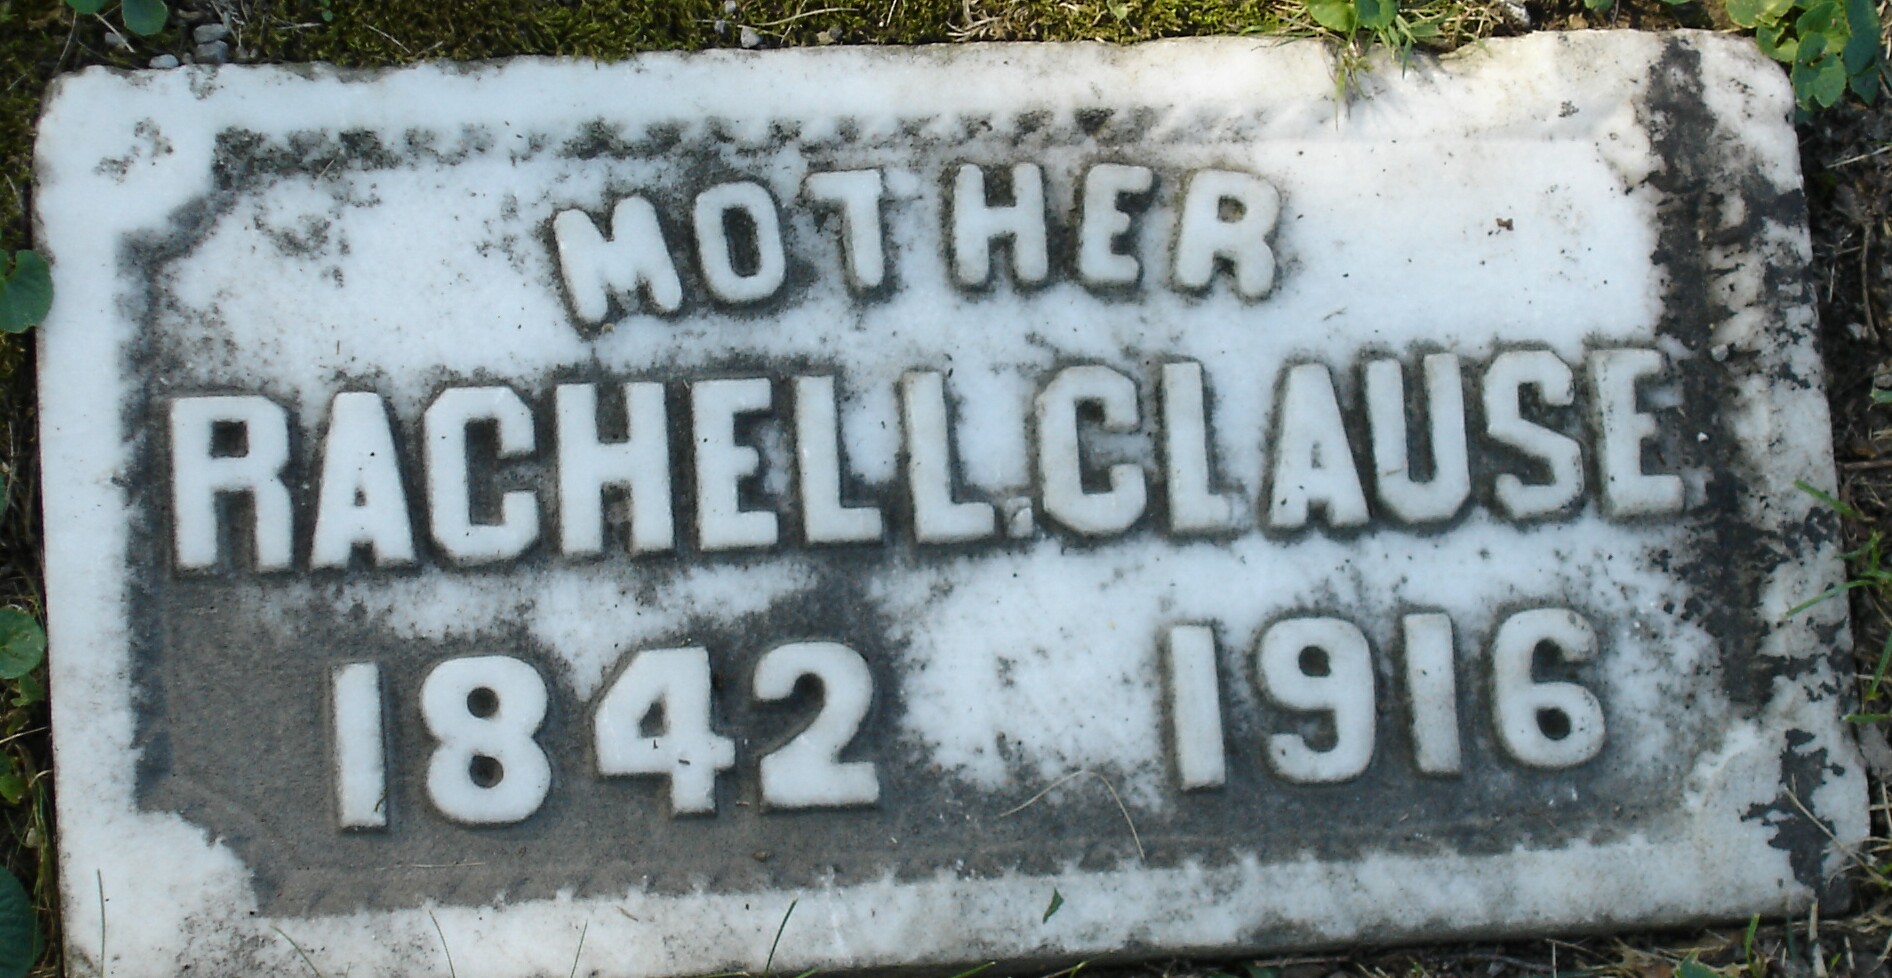 MOTHER
RACHEL L. CLAUSE
1842 1916